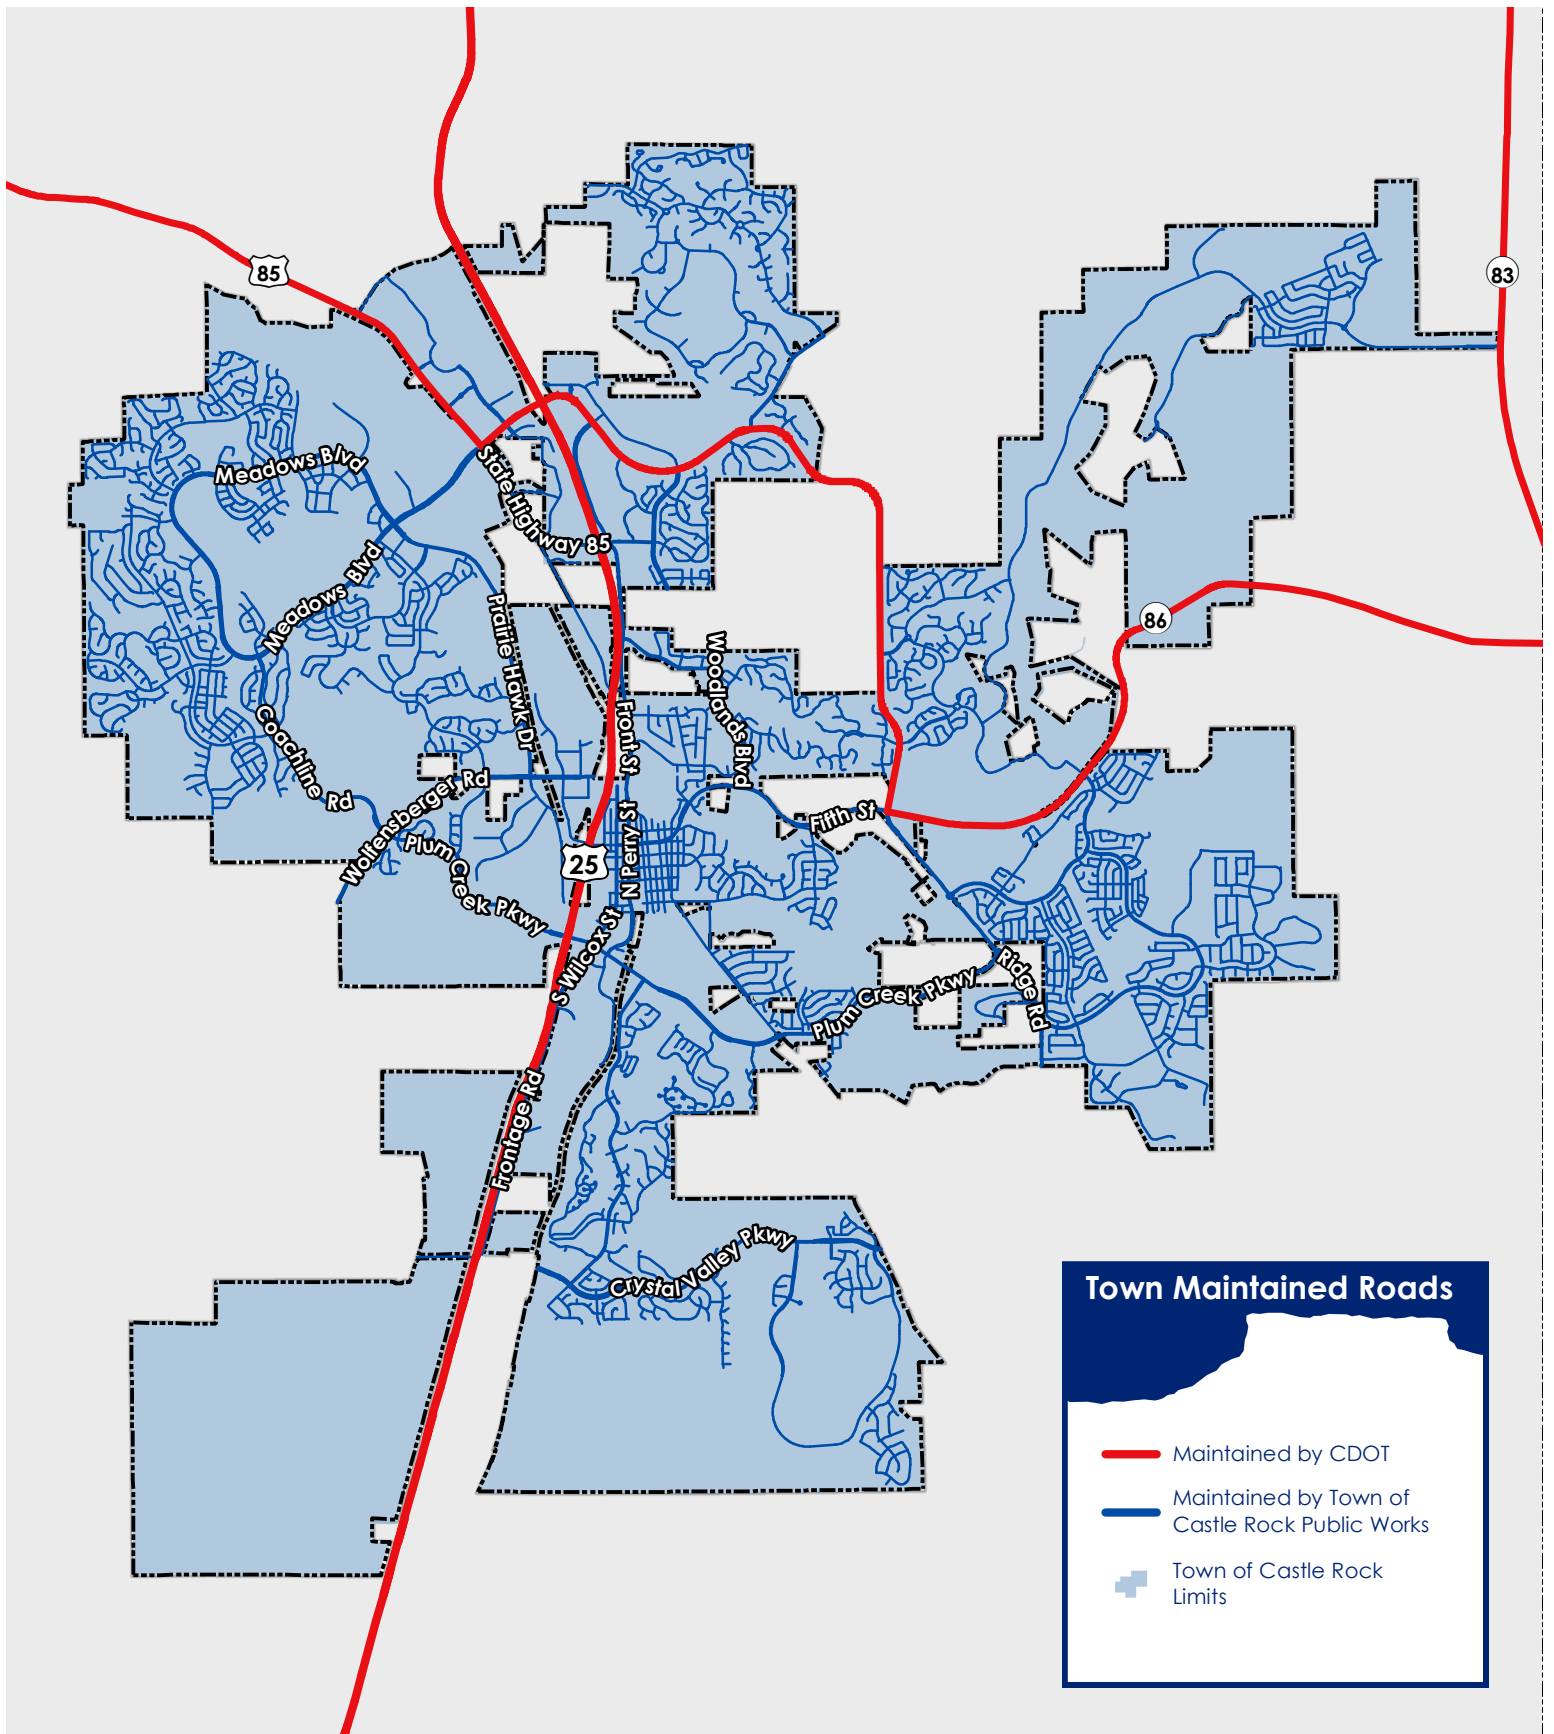 85
83
Meadows Blvd
State Highway 85
Meadows Blvd
Prairie Hawk Dr
86
Woodlands Blvd
Front St
Coachline Rd
Wolfensberger Rd
Fifth St
Plum Creek Pkwy
25
N Perry St
S Wilcox St
Ridge Rd
Plum Creek Pkwy
Frontage Rd
Crystal Valley Pkwy
Town Maintained Roads
Maintained by CDOT
Maintained by Town of
Castle Rock Public Works
Town of Castle Rock
Limits